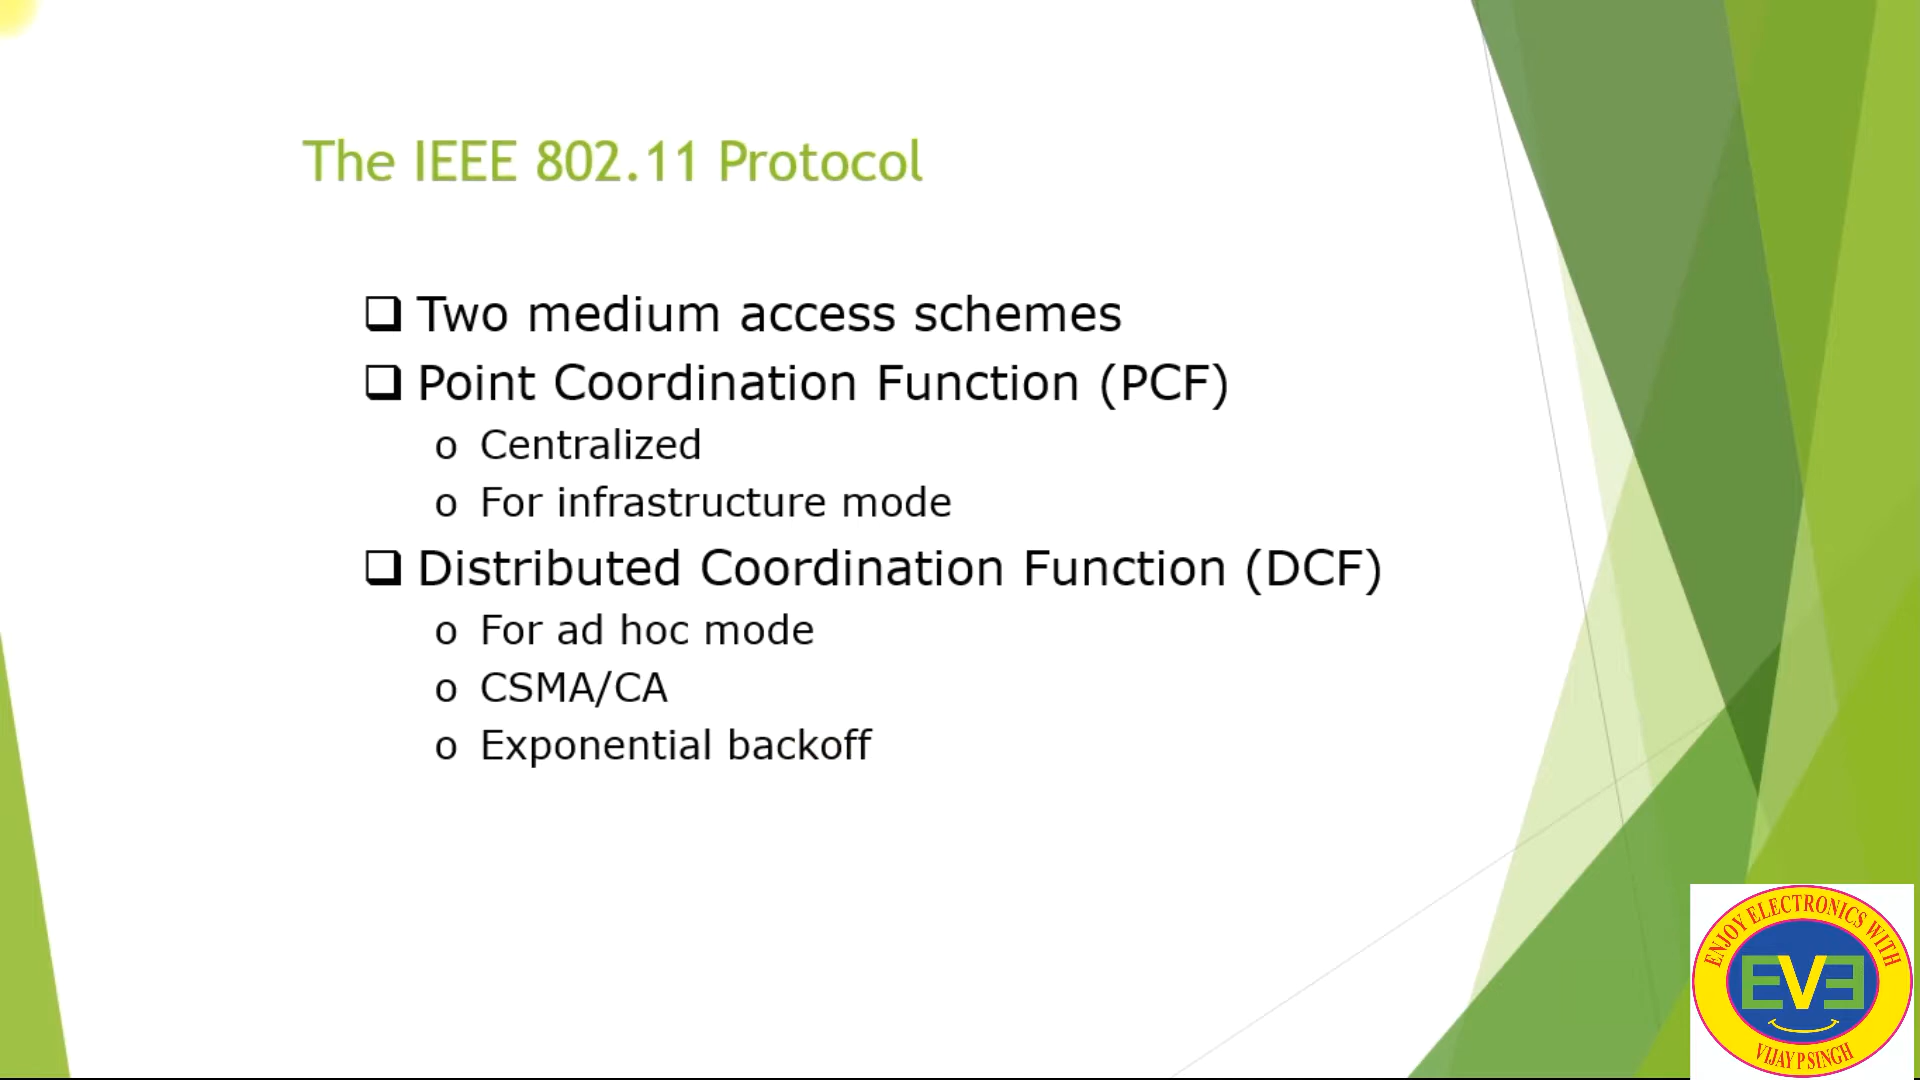 The IEEE 802.11 Protocol
❑ Two medium access schemes
❑ Point Coordination Function (PCF)
o Centralized
o For infrastructure mode
❑ Distributed Coordination Function (DCF)
o For ad hoc mode
o CSMA/CA
o Exponential backoff
ENJOY ELECTRONICS WITH
EVE
VIJAY P SINGH